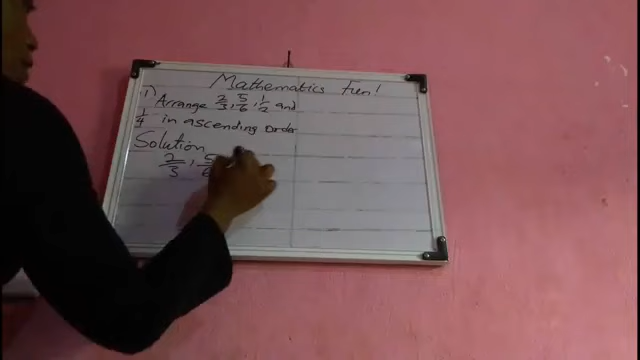 Mathematics Fun!
1) Arrange 2/3, 5/6, 1/2 and
1/4 in ascending Order
Solution
2/3, 5/6